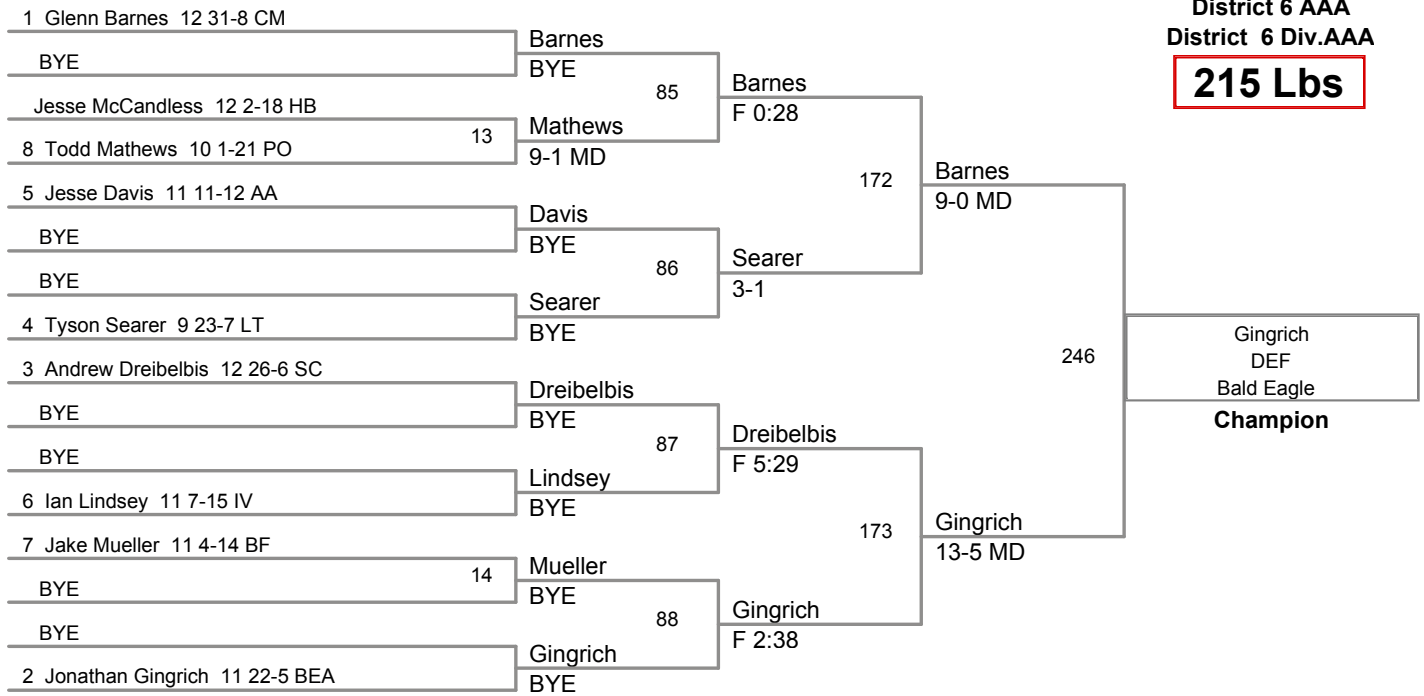 District 6 AAA
District 6 Div.AAA
215 Lbs
1 Glenn Barnes 12 31-8 CM
BYE
Jesse McCandless 12 2-18 HB
8 Todd Mathews 10 1-21 PO
5 Jesse Davis 11 11-12 AA
BYE
BYE
4 Tyson Searer 9 23-7 LT
3 Andrew Dreibelbis 12 26-6 SC
BYE
BYE
6 Ian Lindsey 11 7-15 IV
7 Jake Mueller 11 4-14 BF
BYE
BYE
2 Jonathan Gingrich 11 22-5 BEA
13
14
Barnes
BYE
Mathews
9-1 MD
Davis
BYE
Searer
BYE
Dreibelbis
BYE
Lindsey
BYE
Mueller
BYE
Gingrich
BYE
85
86
87
88
Barnes
F 0:28
Searer
3-1
Dreibelbis
F 5:29
Gingrich
F 2:38
172
173
Barnes
9-0 MD
Gingrich
13-5 MD
246
Gingrich
DEF
Bald Eagle
Champion